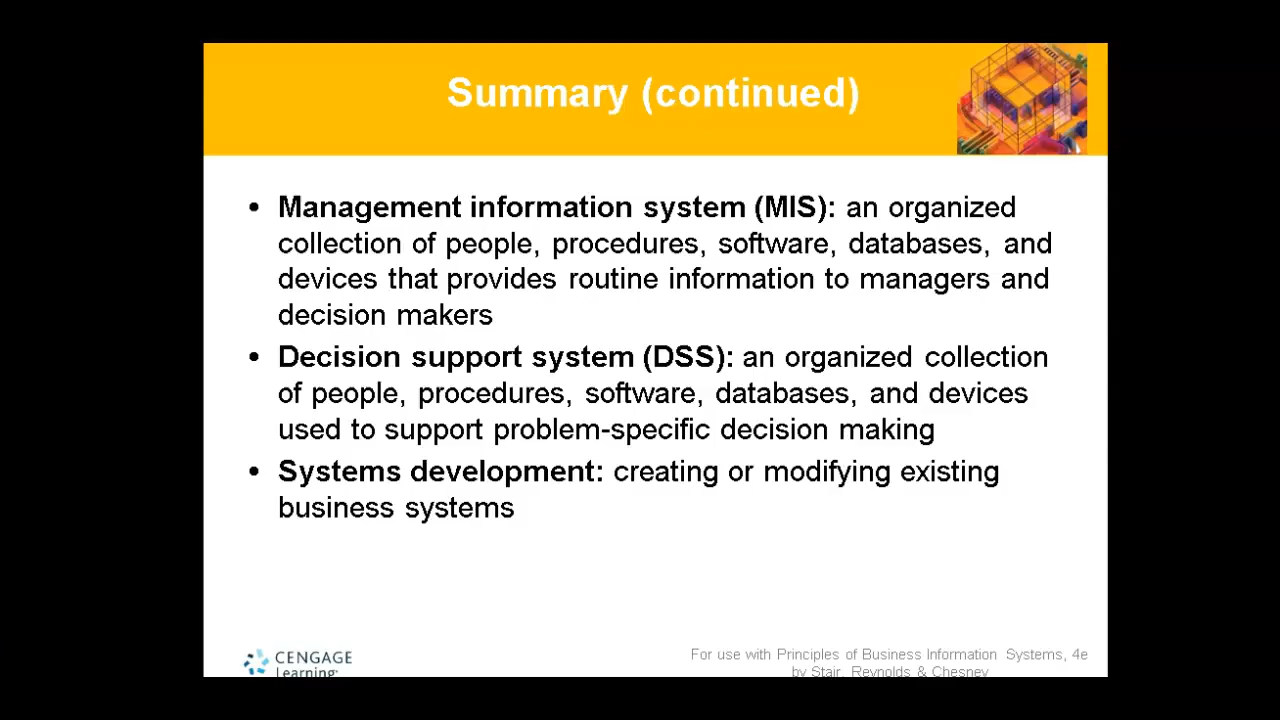 Summary (continued)
• Management information system (MIS): an organized
collection of people, procedures, software, databases, and
devices that provides routine information to managers and
decision makers
• Decision support system (DSS): an organized collection
of people, procedures, software, databases, and devices
used to support problem-specific decision making
• Systems development: creating or modifying existing
business systems
CENGAGE
Learning
For use with Principles of Business Information Systems, 4e
by Stair, Reynolds & Chesney